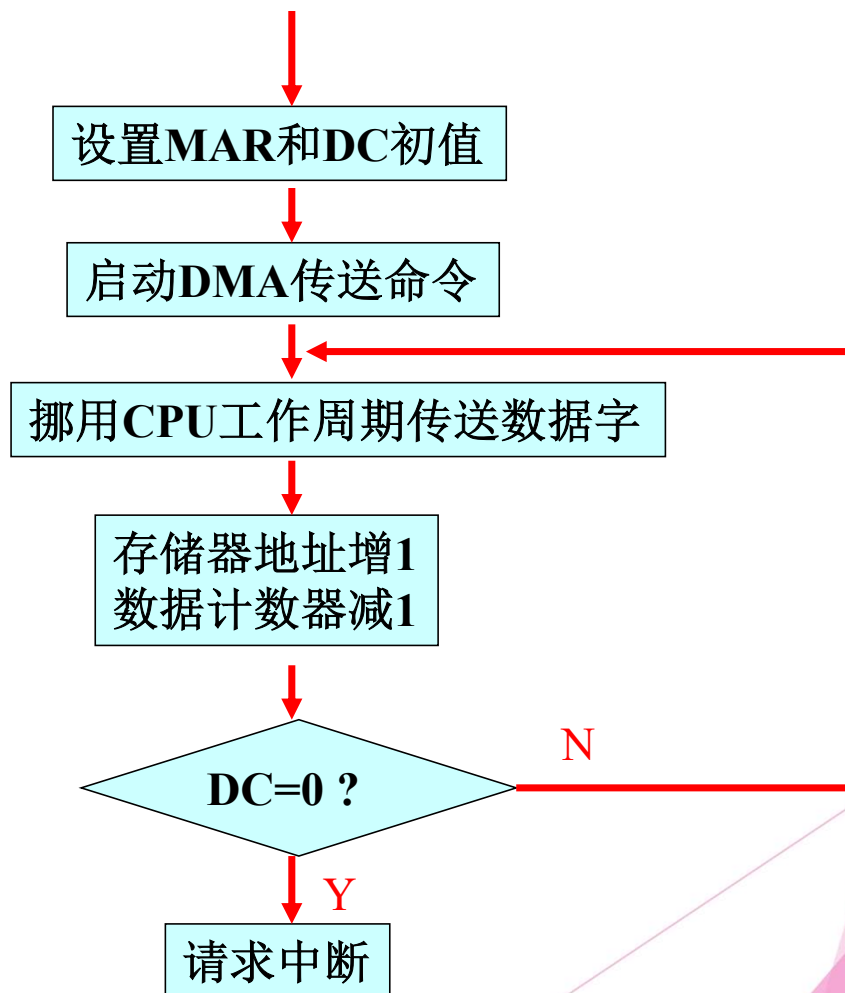 设置MAR和DC初值
启动DMA传送命令
挪用CPU工作周期传送数据字
存储器地址增1
数据计数器减1
DC=0 ?
N
Y
请求中断